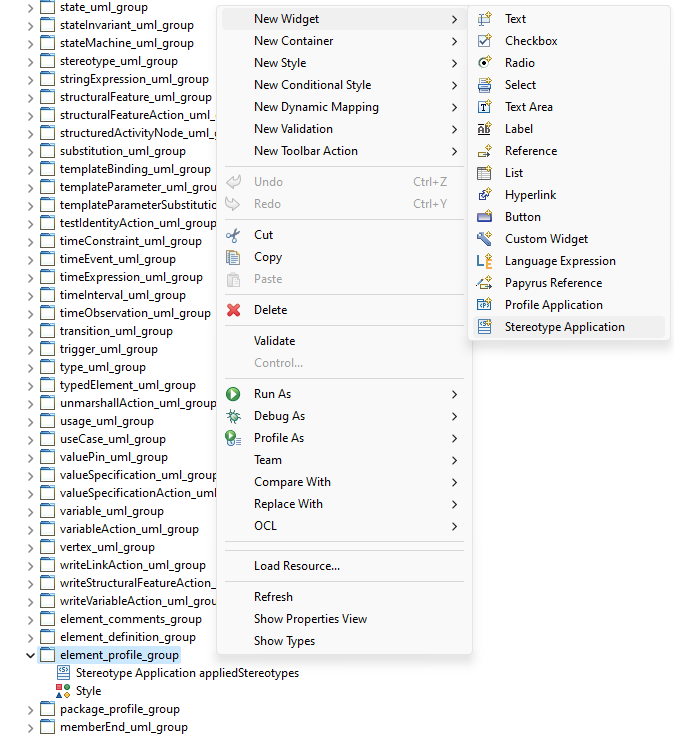 state_uml_group
stateInvariant_uml_group
stateMachine_uml_group
stereotype_uml_group
stringExpression_uml_group
structuralFeature_uml_group
structuralFeatureAction_uml_
structuredActivityNode_uml_g
substitution_uml_group
templateBinding_uml_group
templateParameter_uml_group
templateParameterSubstitution
testIdentityAction_uml_group
timeConstraint_uml_group
timeEvent_uml_group
timeExpression_uml_group
timeInterval_uml_group
timeObservation_uml_group
transition_uml_group
trigger_uml_group
type_uml_group
typedElement_uml_group
unmarshallAction_uml_group
usage_uml_group
useCase_uml_group
valuePin_uml_group
valueSpecification_uml_group
valueSpecificationAction_uml
variable_uml_group
variableAction_uml_group
vertex_uml_group
writeLinkAction_uml_group
writeStructuralFeatureAction_
writeVariableAction_uml_group
element_comments_group
element_definition_group
element_profile_group
Stereotype Application appliedStereotypes
Style
package_profile_group
memberEnd_uml_group
New Widget
New Container
New Style
New Conditional Style
New Dynamic Mapping
New Validation
New Toolbar Action
Undo Ctrl+Z
Redo Ctrl+Y
Cut
Copy
Paste
Delete
Validate
Control...
Run As
Debug As
Profile As
Team
Compare With
Replace With
OCL
Load Resource...
Refresh
Show Properties View
Show Types
Text
Checkbox
Radio
Select
Text Area
Label
Reference
List
Hyperlink
Button
Custom Widget
Language Expression
Papyrus Reference
Profile Application
Stereotype Application